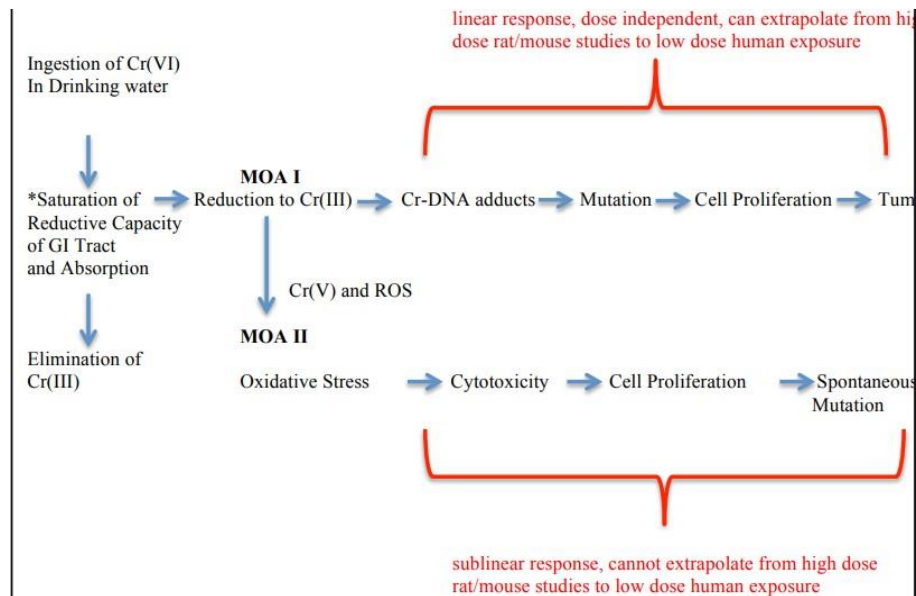 linear response, dose independent, can extrapolate from hig
dose rat/mouse studies to low dose human exposure
Ingestion of Cr(VI)
In Drinking water
MOA I
*Saturation of
Reductive Capacity
of GI Tract
and Absorption
Reduction to Cr(III)
Cr-DNA adducts
Mutation
Cell Proliferation
Tum
Cr(V) and ROS
MOA II
Elimination of
Cr(III)
Oxidative Stress
Cytotoxicity
Cell Proliferation
Spontaneous
Mutation
sublinear response, cannot extrapolate from high dose
rat/mouse studies to low dose human exposure